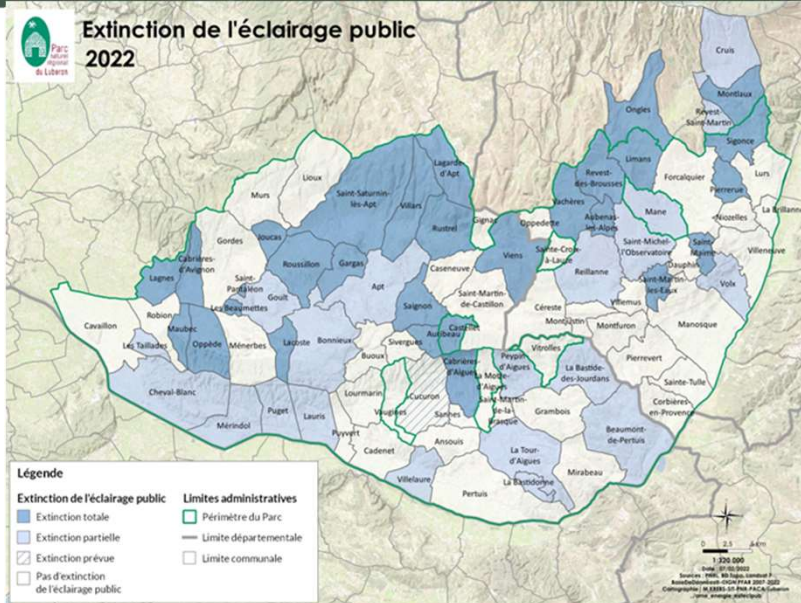 Parc
naturel
régional
du Luberon
Extinction de l'éclairage public
2022
Cruis
Montlaux
Revest-
Saint-Martin
Ongles
Sigonce
Limans
Lurs
Forcalquier
Revest-
des-Brousses
Pierrerue
Lagarde
d'Apt
Lioux
Murs
Saint-Saturnin-
lès-Apt
Villars
Vachères
Mane
Niozelles
La Brillanne
Gignac
Oppedette
Aubenas-
les-Alpes
Rustrel
Gordes
Joucas
Saint-Michel-
l'Observatoire
Saint-
Maime
Villeneuve
Viens
Sainte-Croix-
à-Lauze
Cabrières-
d'Avignon
Roussillon
Gargas
Caseneuve
Dauphin
Reillanne
Lagnes
Saint-
Pantaléon
Apt
Saint-Martin-
les-Eaux
Volx
Goult
Saint-Martin-
de-Castillon
Villemus
Les Beaumettes
Saignon
Céreste
Robion
Montjustin
Cavaillon
Maubec
Castellet
Montfuron
Manosque
Auribeau
Oppède
Ménerbes
Lacoste
Bonnieux
Sivergues
Les Taillades
Vitrolles
Buoux
Peypin
d'Aigues
Pierrevert
Cabrières
d'Aigues
La Bastide-
des-Jourdans
La Motte-
d'Aigues
Sainte-Tulle
Cheval-Blanc
Lourmarin
Cucuron
Saint-Martin-
de-la-
Brasque
Corbières-
en-Provence
Puget
Lauris
Vaugines
Sannes
Grambois
Mérindol
Puyvert
Beaumont-
de-Pertuis
Ansouis
Cadenet
La Tour-
d'Aigues
Mirabeau
Villelaure
La Bastidonne
Pertuis
Légende
Extinction de l'éclairage public
Extinction totale
Extinction partielle
Extinction prévue
Pas d'extinction
de l'éclairage public
Limites administratives
Périmètre du Parc
Limite départementale
Limite communale
0 2,5 5 km
1:320 000